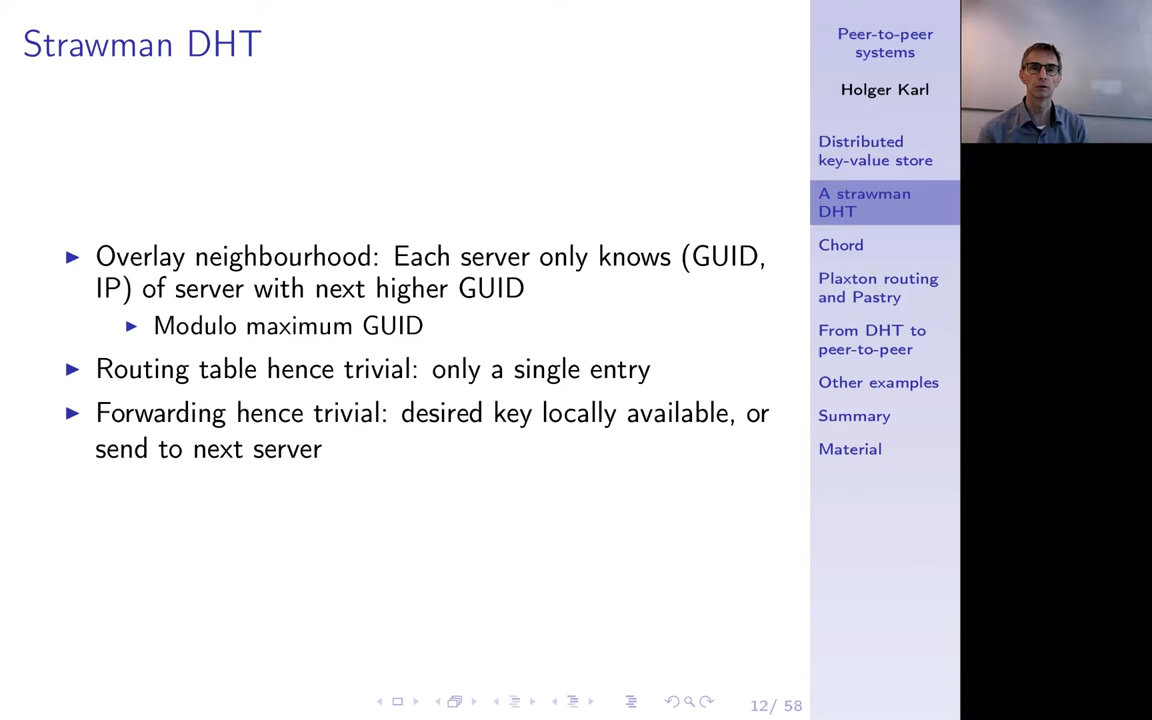 Strawman DHT
Overlay neighbourhood: Each server only knows (GUID,
IP) of server with next higher GUID
Modulo maximum GUID
Routing table hence trivial: only a single entry
Forwarding hence trivial: desired key locally available, or
send to next server
12/ 58
Peer-to-peer
systems
Holger Karl
Distributed
key-value store
A strawman
DHT
Chord
Plaxton routing
and Pastry
From DHT to
peer-to-peer
Other examples
Summary
Material